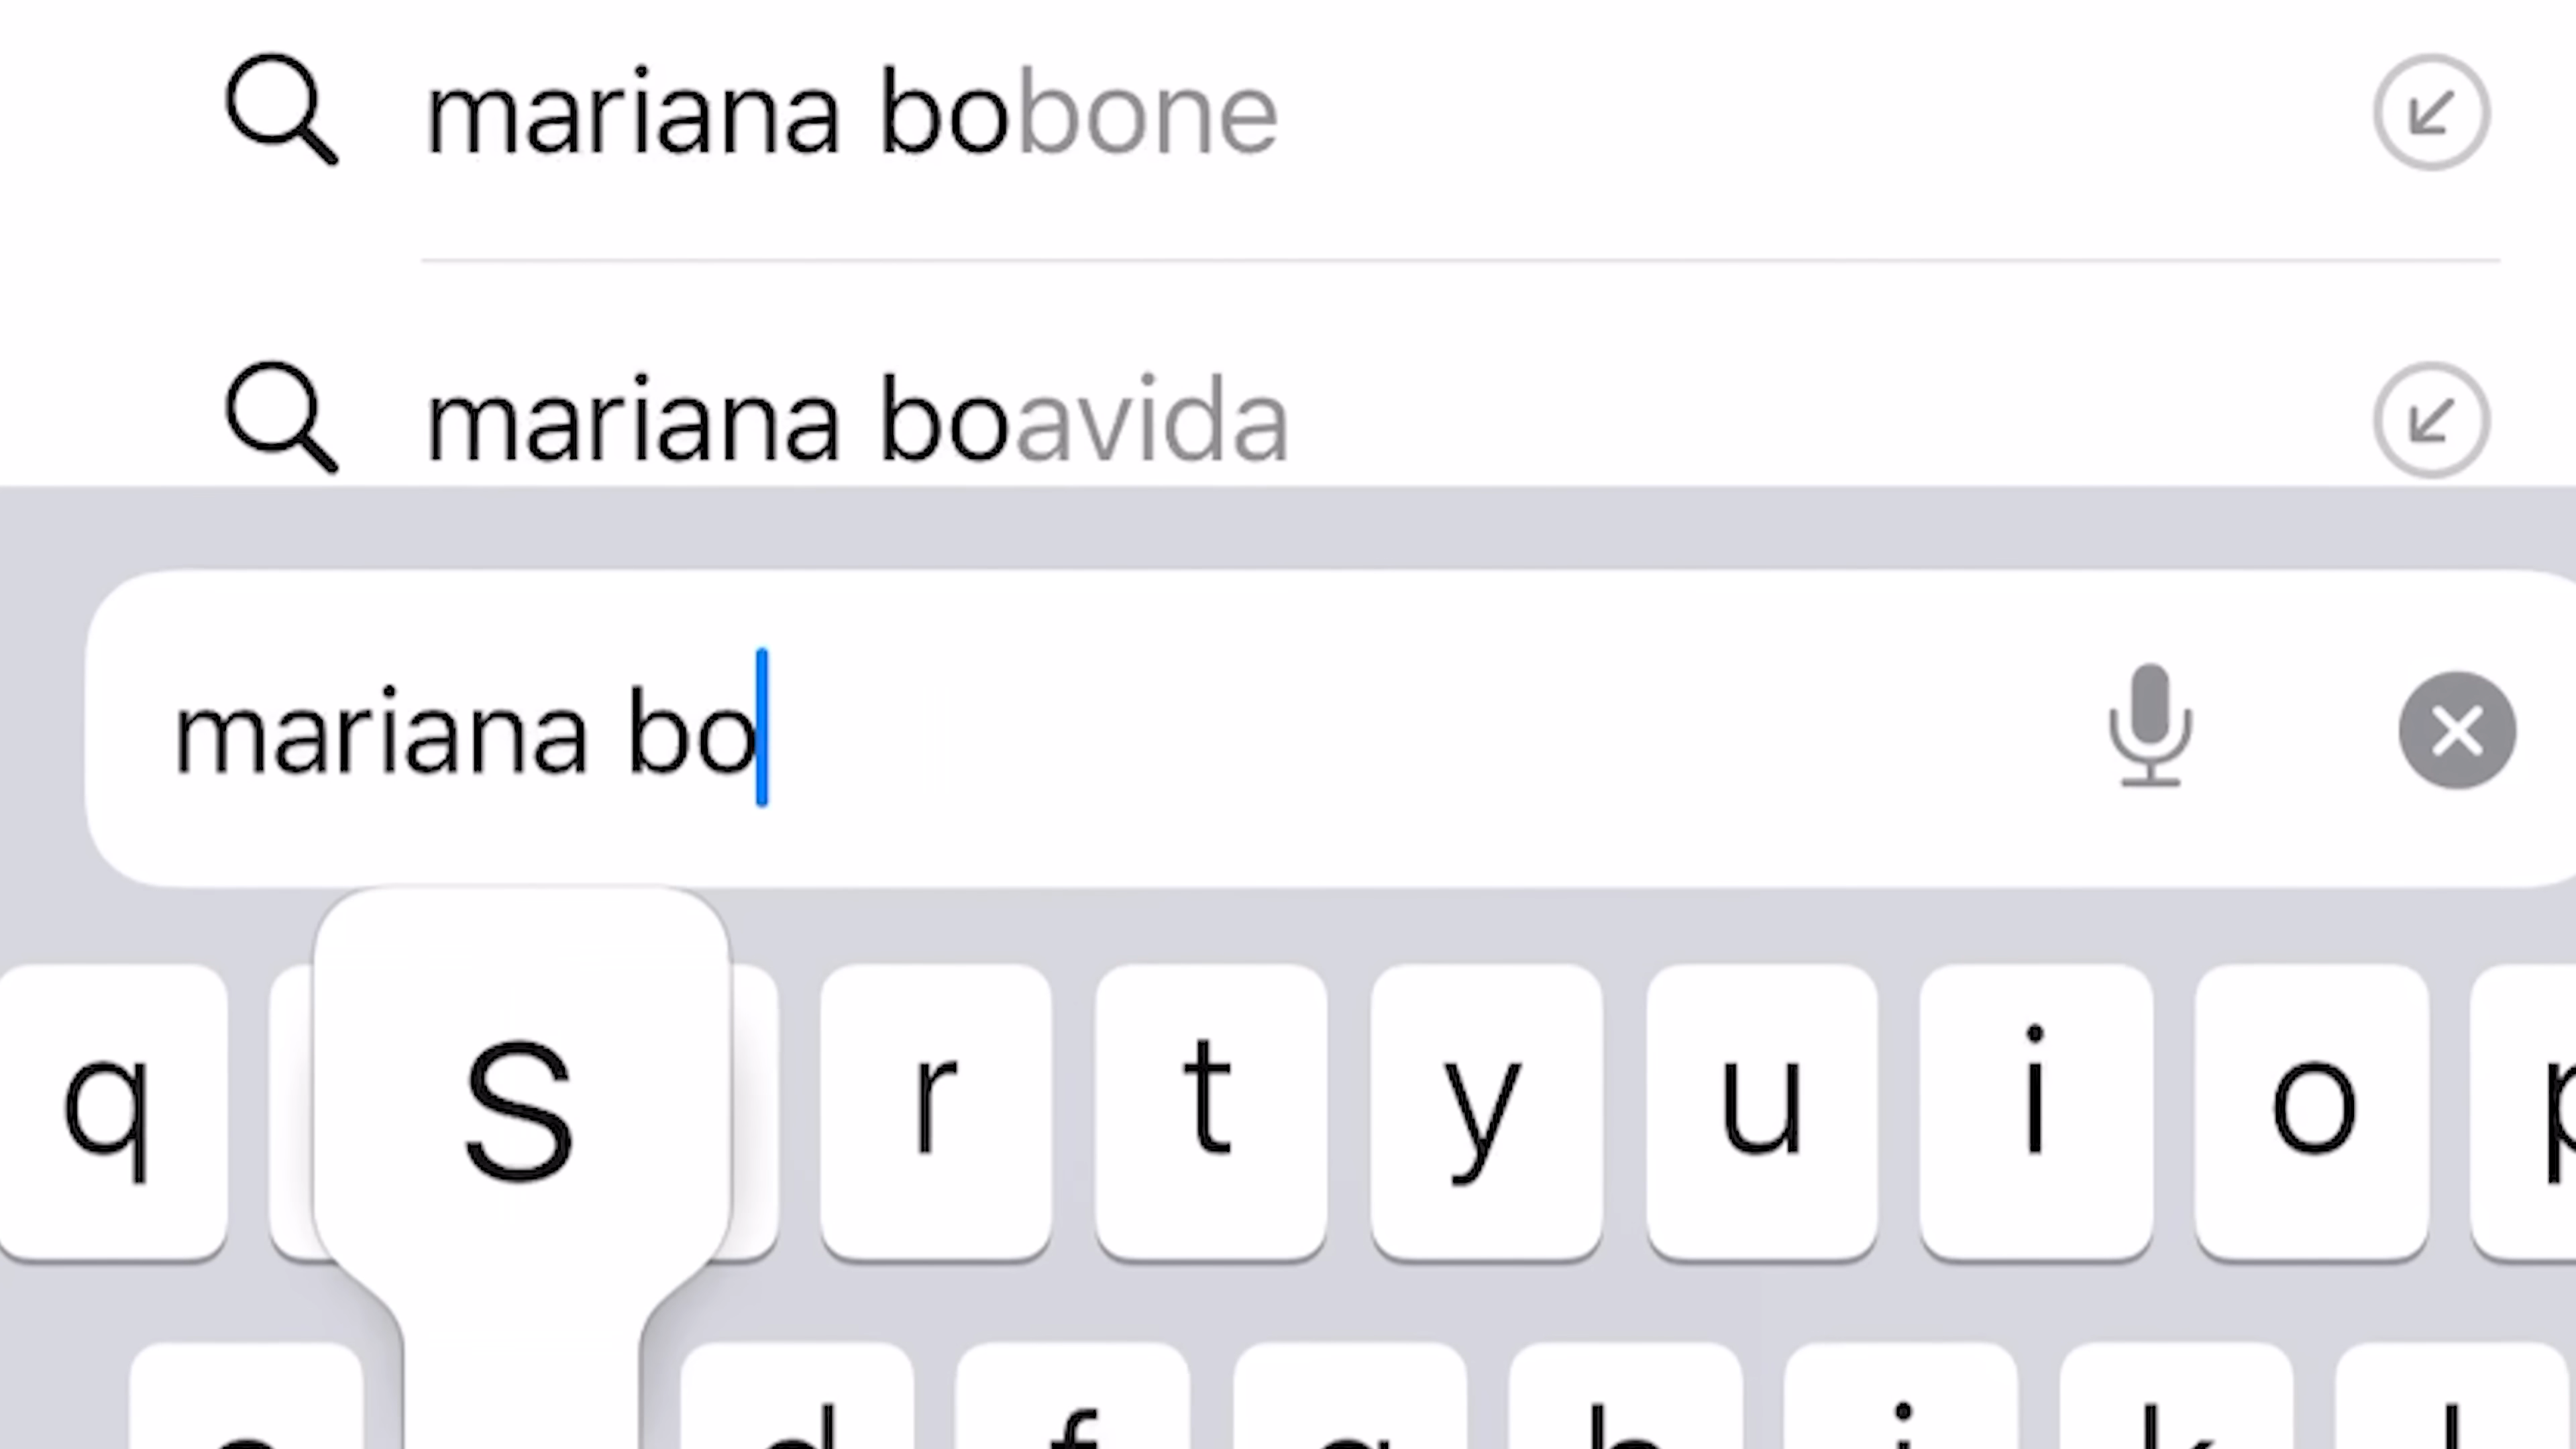 mariana bobone
mariana boavida
mariana bo
q S r t y u i o p
a d f g h j k l